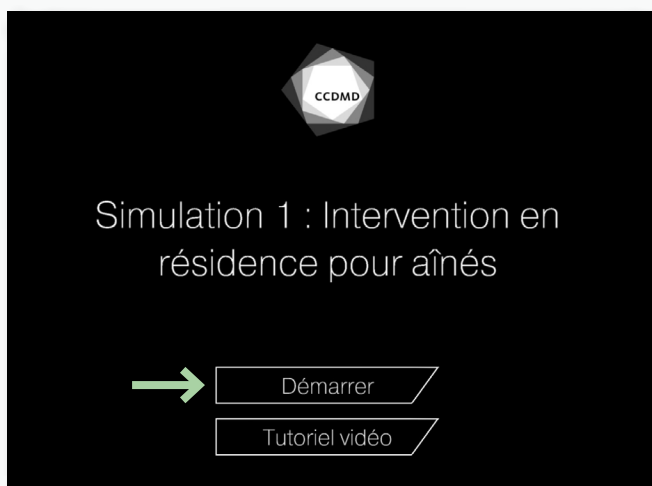 CCDMD
Simulation 1 : Intervention en
résidence pour aînés
Démarrer
Tutoriel vidéo